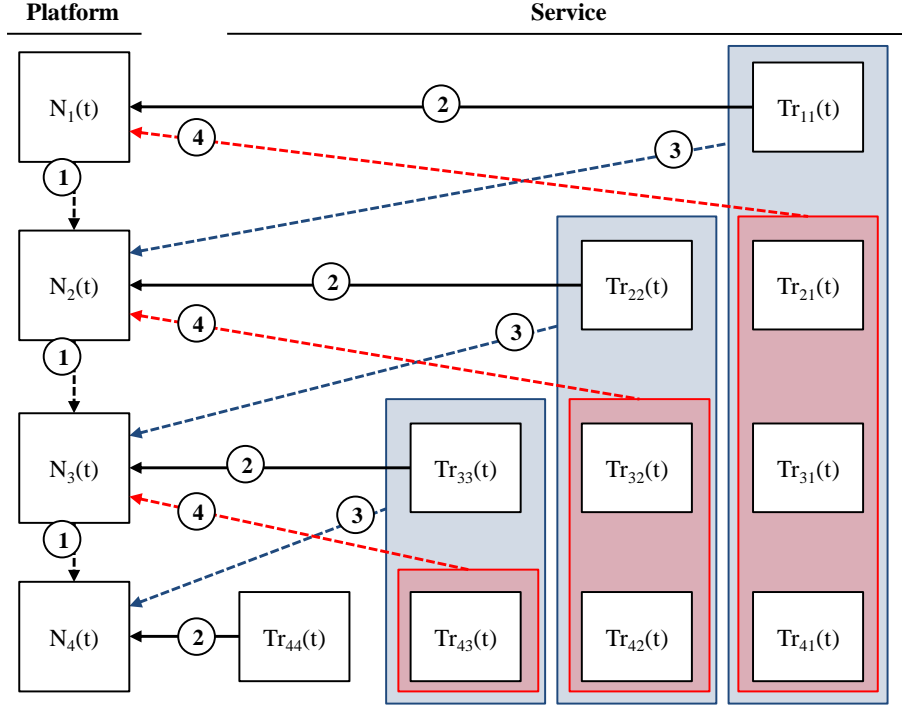 Platform Service
N₁(t) 2 Tr₁₁(t)
4 3
1
N₂(t) 2 Tr₂₂(t) Tr₂₁(t)
4 3
1
N₃(t) 2 Tr₃₃(t) Tr₃₂(t) Tr₃₁(t)
4 3
1
N₄(t) 2 Tr₄₄(t) Tr₄₃(t) Tr₄₂(t) Tr₄₁(t)